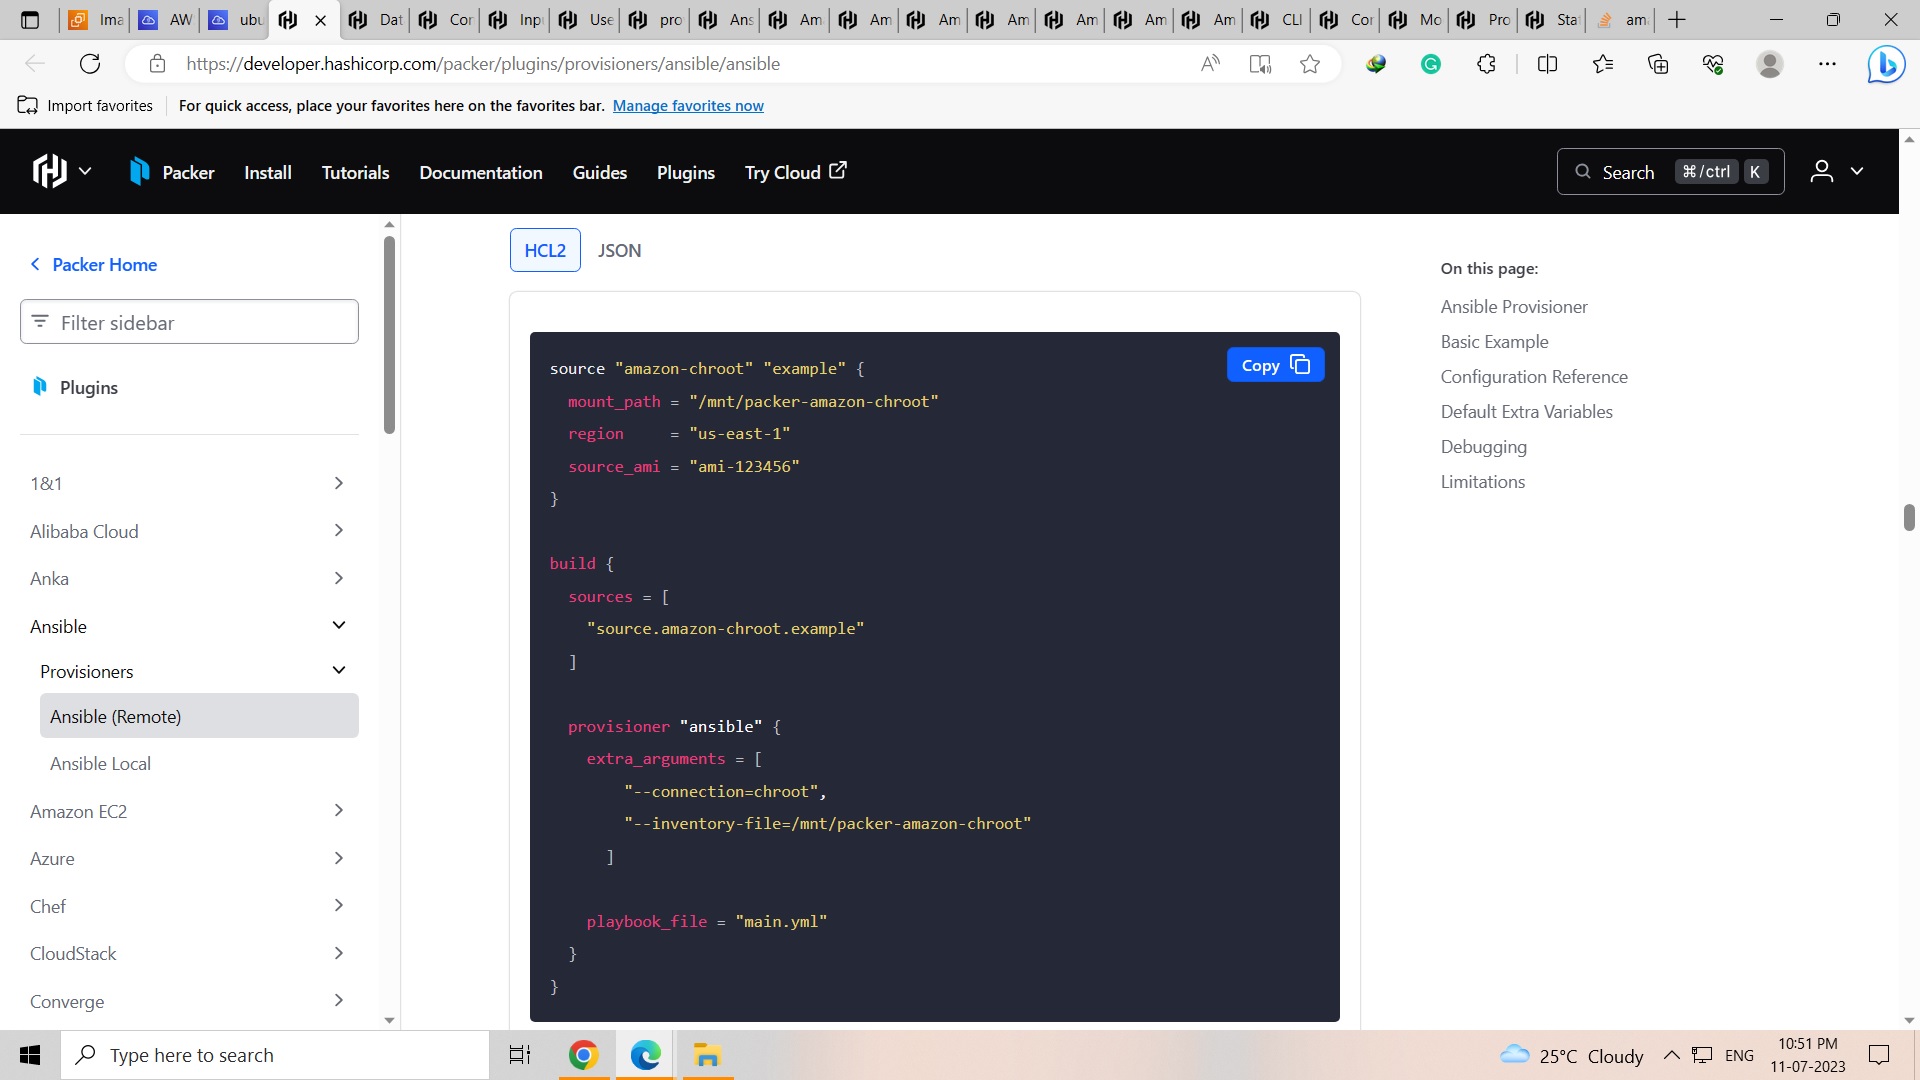 Ima
AW
ubu
Dat
Cor
Inpu
Use
pro
Ans
Am
Am
Am
Am
Am
Am
Am
CLI
Cor
Mo
Pro
Stat
ama
https://developer.hashicorp.com/packer/plugins/provisioners/ansible/ansible
Import favorites
For quick access, place your favorites here on the favorites bar. Manage favorites now
Packer Install Tutorials Documentation Guides Plugins Try Cloud
Search ⌘/ctrl K
Packer Home
Filter sidebar
Plugins
1&1
Alibaba Cloud
Anka
Ansible
Provisioners
Ansible (Remote)
Ansible Local
Amazon EC2
Azure
Chef
CloudStack
Converge
HCL2 JSON
Copy
source "amazon-chroot" "example" {
mount_path = "/mnt/packer-amazon-chroot"
region = "us-east-1"
source_ami = "ami-123456"
}
build {
sources = [
"source.amazon-chroot.example"
]
provisioner "ansible" {
extra_arguments = [
"--connection=chroot",
"--inventory-file=/mnt/packer-amazon-chroot"
]
playbook_file = "main.yml"
}
}
On this page:
Ansible Provisioner
Basic Example
Configuration Reference
Default Extra Variables
Debugging
Limitations
Type here to search
25°C Cloudy
ENG
10:51 PM
11-07-2023